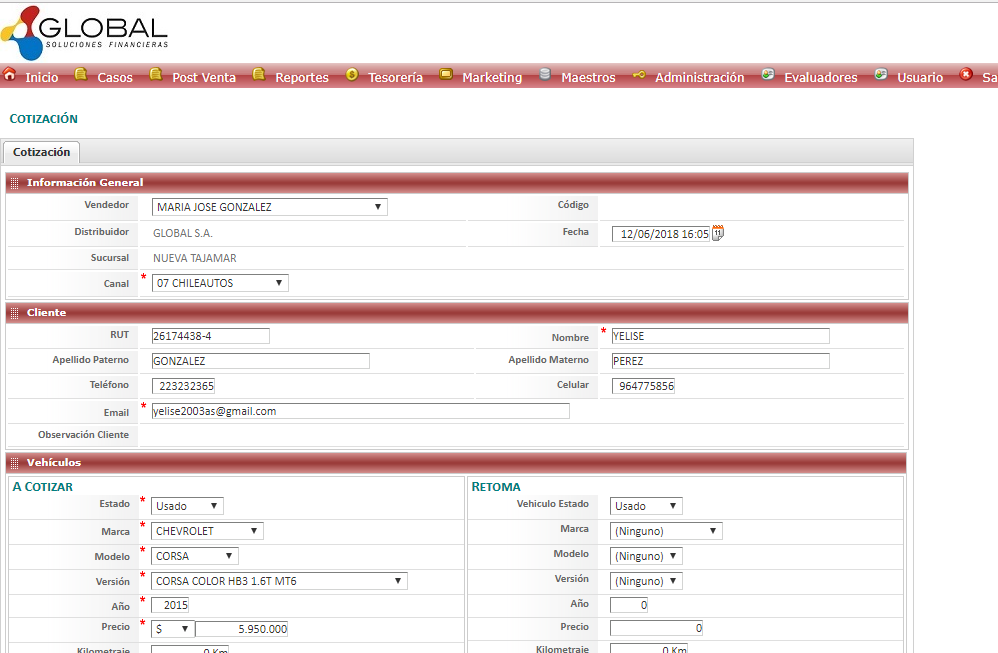 GLOBAL
SOLUCIONES FINANCIERAS
Inicio Casos Post Venta Reportes Tesorería Marketing Maestros Administración Evaluadores Usuario Sa
COTIZACIÓN
Cotización
Información General
Vendedor MARIA JOSE GONZALEZ Código
Distribuidor GLOBAL S.A. Fecha 12/06/2018 16:05
Sucursal NUEVA TAJAMAR
Canal * 07 CHILEAUTOS
Cliente
RUT 26174438-4 Nombre * YELISE
Apellido Paterno GONZALEZ Apellido Materno PEREZ
Teléfono 223232365 Celular 964775856
Email * yelise2003as@gmail.com
Observación Cliente
Vehículos
A COTIZAR RETOMA
Estado * Usado Vehiculo Estado Usado
Marca * CHEVROLET Marca (Ninguno)
Modelo * CORSA Modelo (Ninguno)
Versión * CORSA COLOR HB3 1.6T MT6 Versión (Ninguno)
Año * 2015 Año 0
Precio * $ 5.950.000 Precio 0
Kilometraje 0 Km Kilometraje 0 Km